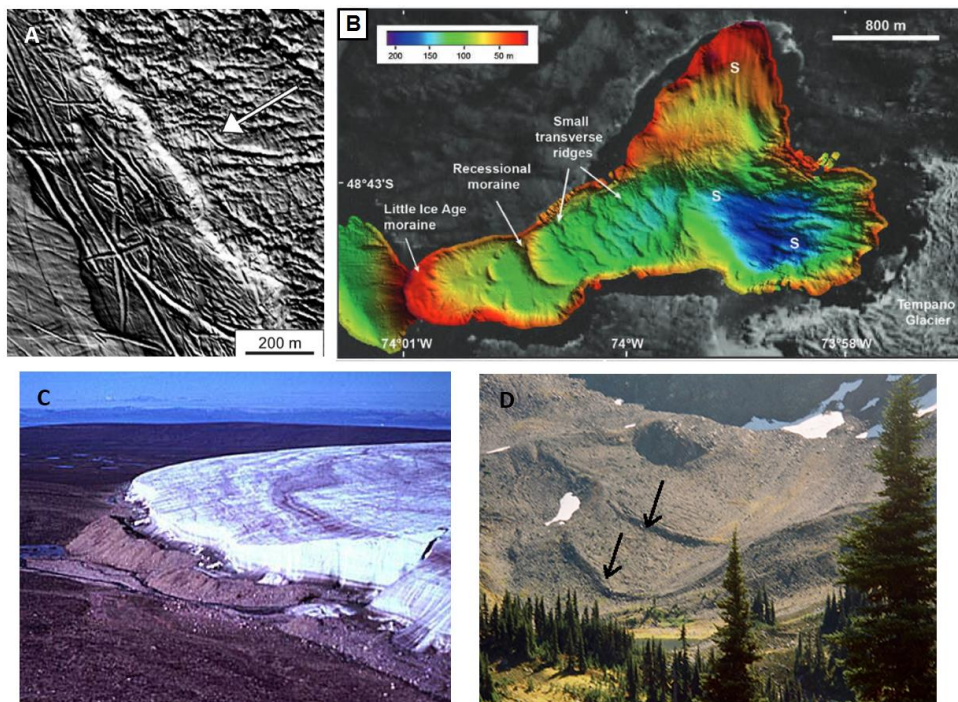 A
200 m
B
200 150 100 50 m
800 m
S
Small
transverse
ridges
Recessional
moraine
48°43'S
Little Ice Age
moraine
S
S
Tempano
Glacier
74°01'W
74°W
73°58'W
C
D